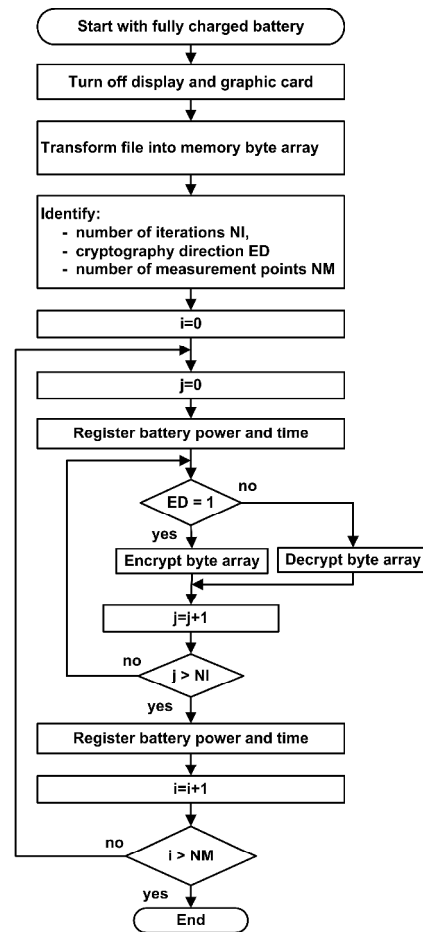 Start with fully charged battery
Turn off display and graphic card
Transform file into memory byte array
Identify:
- number of iterations NI,
- cryptography direction ED
- number of measurement points NM
i=0
j=0
Register battery power and time
ED = 1
no
yes
Encrypt byte array
Decrypt byte array
j=j+1
no
j > NI
yes
Register battery power and time
i=i+1
no
i > NM
yes
End